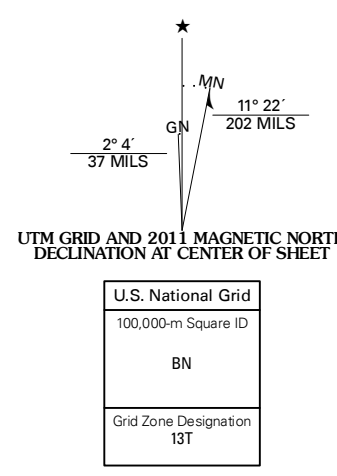 MN
GN
11° 22´
202 MILS
2° 4´
37 MILS
UTM GRID AND 2011 MAGNETIC NORT
DECLINATION AT CENTER OF SHEET
U.S. National Grid
100,000-m Square ID
BN
Grid Zone Designation
13T